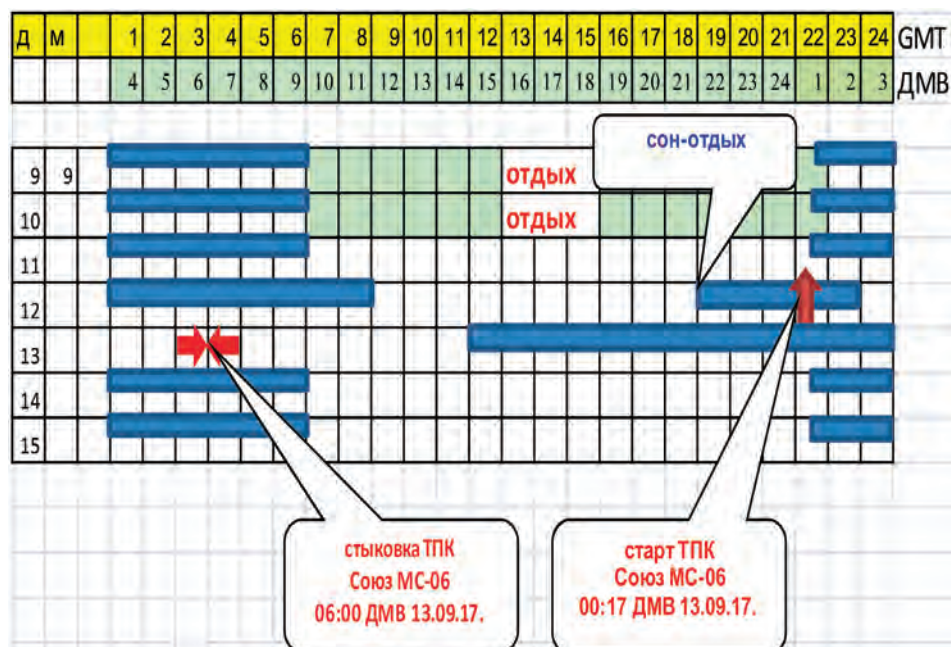 Д М 1 2 3 4 5 6 7 8 9 10 11 12 13 14 15 16 17 18 19 20 21 22 23 24 GMT
4 5 6 7 8 9 10 11 12 13 14 15 16 17 18 19 20 21 22 23 24 1 2 3 ДМВ
сон-отдых
9 9 отдых
10 отдых
11
12
13
14
15
стыковка ТПК
Союз МС-06
06:00 ДМВ 13.09.17.
старт ТПК
Союз МС-06
00:17 ДМВ 13.09.17.